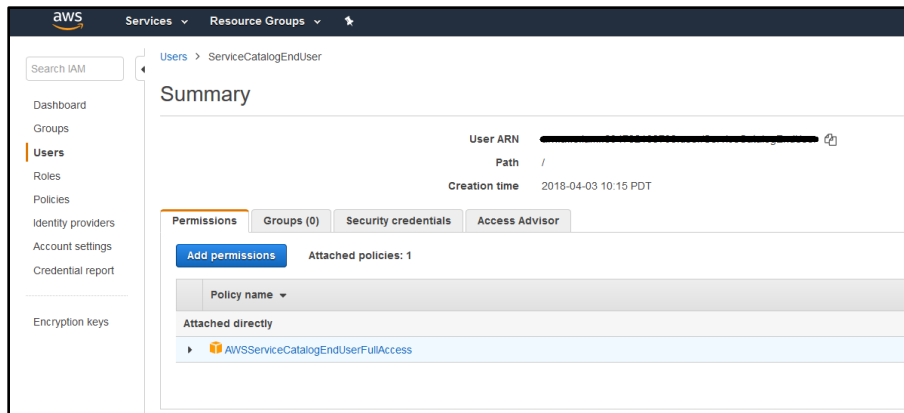 aws Services Resource Groups
Users > ServiceCatalogEndUser
Search IAM
Summary
Dashboard
Groups
Users
Roles
Policies
Identity providers
Account settings
Credential report
Encryption keys
User ARN
Path /
Creation time 2018-04-03 10:15 PDT
Permissions Groups (0) Security credentials Access Advisor
Add permissions Attached policies: 1
Policy name
Attached directly
AWSServiceCatalogEndUserFullAccess